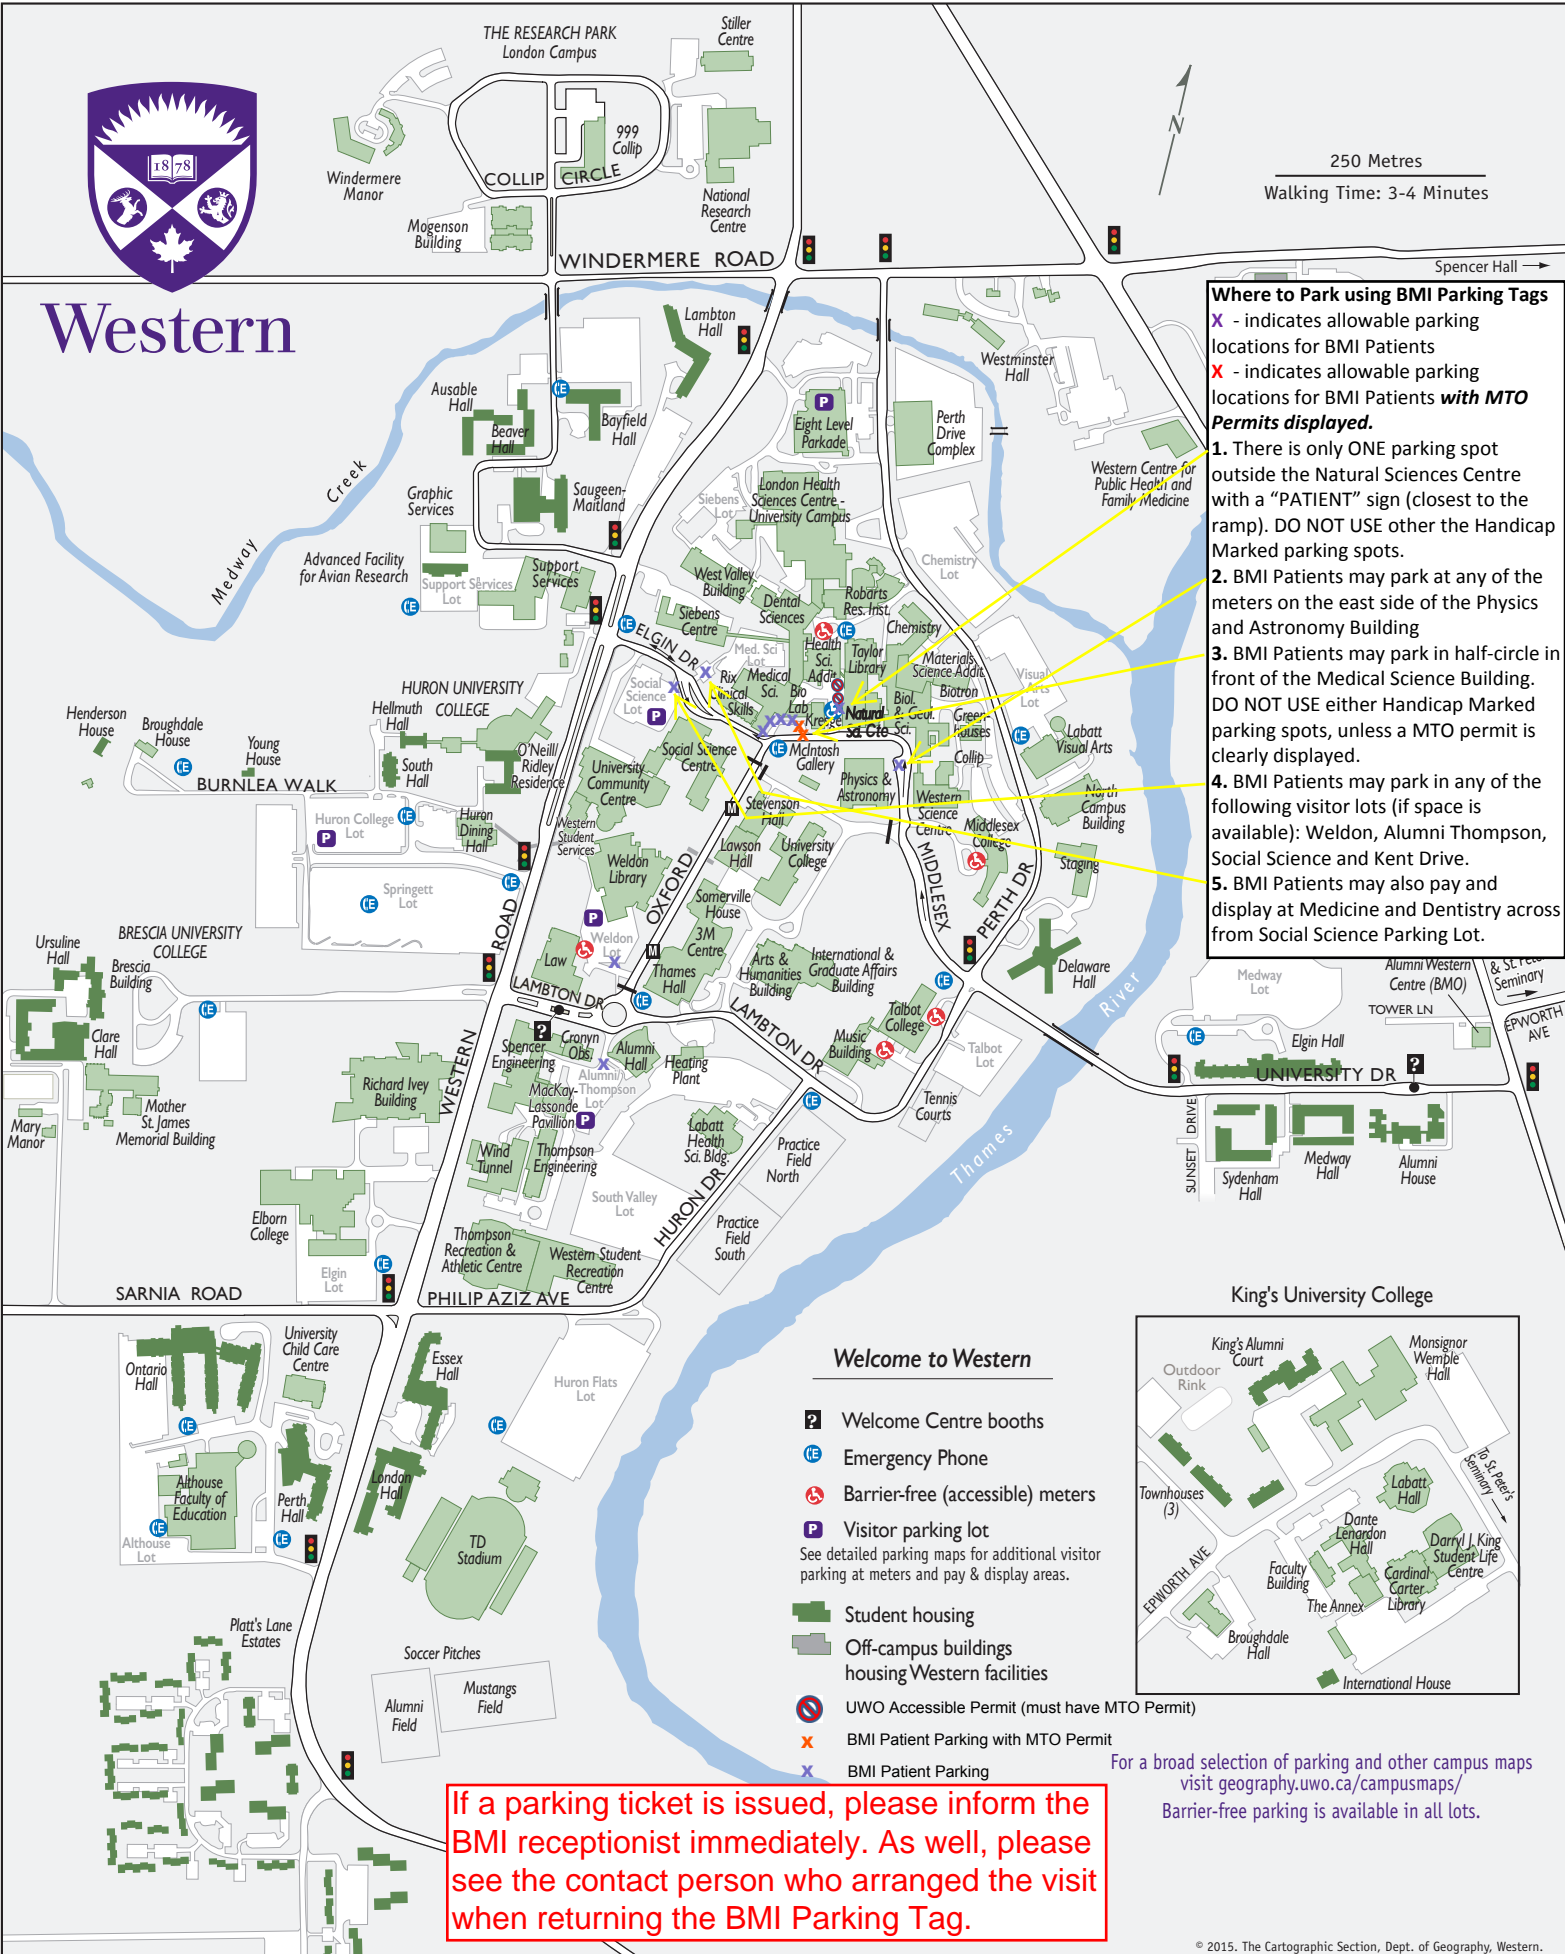 THE RESEARCH PARK
London Campus
Stiller
Centre
1878
Western
Windermere
Manor
999
Collip
COLLIP CIRCLE
National
Research
Centre
Mogenson
Building
N
250 Metres
Walking Time: 3-4 Minutes
WINDERMERE ROAD
Spencer Hall
Where to Park using BMI Parking Tags
X - indicates allowable parking
locations for BMI Patients
X - indicates allowable parking
locations for BMI Patients with MTO
Permits displayed.
1. There is only ONE parking spot
outside the Natural Sciences Centre
with a “PATIENT” sign (closest to the
ramp). DO NOT USE other the Handicap
Marked parking spots.
2. BMI Patients may park at any of the
meters on the east side of the Physics
and Astronomy Building
3. BMI Patients may park in half-circle in
front of the Medical Science Building.
DO NOT USE either Handicap Marked
parking spots, unless a MTO permit is
clearly displayed.
4. BMI Patients may park in any of the
following visitor lots (if space is
available): Weldon, Alumni Thompson,
Social Science and Kent Drive.
5. BMI Patients may also pay and
display at Medicine and Dentistry across
from Social Science Parking Lot.
Lambton
Hall
Westminster
Hall
Ausable
Hall
Beaver
Hall
Bayfield
Hall
P
Eight Level
Parkade
Perth
Drive
Complex
Western Centre for
Public Health and
Family Medicine
Medway Creek
Graphic
Services
Saugeen-
Maitland
Siebens
Lot
London Health
Sciences Centre -
University Campus
Chemistry
Lot
Advanced Facility
for Avian Research
Support Services
Lot
Support
Services
West Valley
Building
Siebens
Centre
Dental
Sciences
Robarts
Res. Inst.
Chemistry
ELGIN DR
Med. Sci
Lot
Health
Sci.
Addit.
Taylor
Library
Materials
Science Addit.
Visual
Arts
Lot
Social
Science
Lot
P
Rix
Clinical
Skills
Medical
Sci.
Bio
Lab
Kresge
Natural
Sci. Ctr.
Biol.
& Geol.
Sci.
Biotron
Green-
houses
Collip
Labatt
Visual Arts
HURON UNIVERSITY
COLLEGE
Hellmuth
Hall
Henderson
House
Broughdale
House
Young
House
South
Hall
O'Neill/
Ridley
Residence
BURNLEA WALK
Social Science
Centre
McIntosh
Gallery
University
Community
Centre
Physics &
Astronomy
Western
Science
Centre
North
Campus
Building
Huron College
Lot
P
Huron
Dining
Hall
Western
Student
Services
M
Stevenson
Hall
Lawson
Hall
University
College
Middlesex
College
Staging
Weldon
Library
OXFORD
MIDDLESEX
PERTH DR
Springett
Lot
Somerville
House
3M
Centre
P
Weldon
Lot
M
Law
Thames
Hall
Arts &
Humanities
Building
International &
Graduate Affairs
Building
Delaware
Hall
River
Ursuline
Hall
BRESCIA UNIVERSITY
COLLEGE
Brescia
Building
Clare
Hall
ROAD
LAMBTON DR
LAMBTON DR
Talbot
College
Music
Building
Talbot
Lot
Medway
Lot
Alumni Western
Centre (BMO)
& St. Peter's
Seminary
TOWER LN
EPWORTH
AVE
Elgin Hall
UNIVERSITY DR
?
?
Spencer
Engineering
Cronyn
Obs.
Alumni
Hall
Heating
Plant
Alumni/
Thompson
Lot
P
MacKay-
Lassonde
Pavillion
WESTERN
Richard Ivey
Building
Mary
Manor
Mother
St. James
Memorial Building
Wind
Tunnel
Thompson
Engineering
Labatt
Health
Sci. Bldg.
Tennis
Courts
Practice
Field
North
Practice
Field
South
HURON DR
South Valley
Lot
Thames
SUNSET DRIVE
Sydenham
Hall
Medway
Hall
Alumni
House
Elborn
College
Elgin
Lot
Thompson
Recreation &
Athletic Centre
Western Student
Recreation
Centre
SARNIA ROAD
PHILIP AZIZ AVE
Ontario
Hall
University
Child Care
Centre
Essex
Hall
Huron Flats
Lot
Althouse
Faculty of
Education
Althouse
Lot
Perth
Hall
London
Hall
TD
Stadium
Platt's Lane
Estates
Soccer Pitches
Alumni
Field
Mustangs
Field
Welcome to Western
? Welcome Centre booths
Emergency Phone
Barrier-free (accessible) meters
P Visitor parking lot
See detailed parking maps for additional visitor
parking at meters and pay & display areas.
Student housing
Off-campus buildings
housing Western facilities
UWO Accessible Permit (must have MTO Permit)
X BMI Patient Parking with MTO Permit
X BMI Patient Parking
King's University College
King's Alumni
Court
Monsignor
Wemple
Hall
Outdoor
Rink
Townhouses
(3)
To St. Peter's
Seminary
Labatt
Hall
Dante
Lenardon
Hall
Darryl J. King
Student Life
Centre
Faculty
Building
Cardinal
Carter
Library
The Annex
EPWORTH AVE
Broughdale
Hall
International House
For a broad selection of parking and other campus maps
visit geography.uwo.ca/campusmaps/
Barrier-free parking is available in all lots.
If a parking ticket is issued, please inform the
BMI receptionist immediately. As well, please
see the contact person who arranged the visit
when returning the BMI Parking Tag.
© 2015. The Cartographic Section, Dept. of Geography, Western.